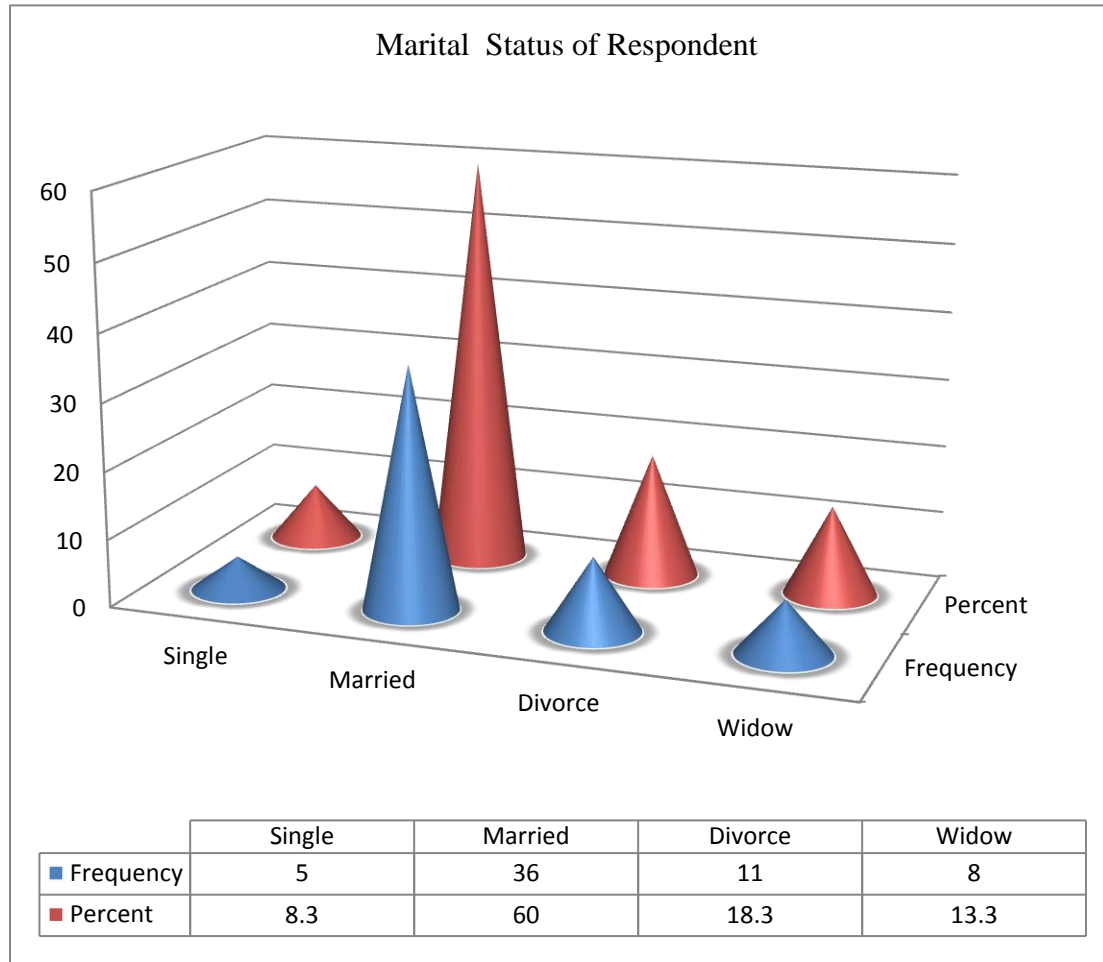 Marital  Status of Respondent
60
50
40
30
20
10
0
Single
Married
Divorce
Widow
Percent
Frequency
Single Married Divorce Widow
Frequency 5 36 11 8
Percent 8.3 60 18.3 13.3